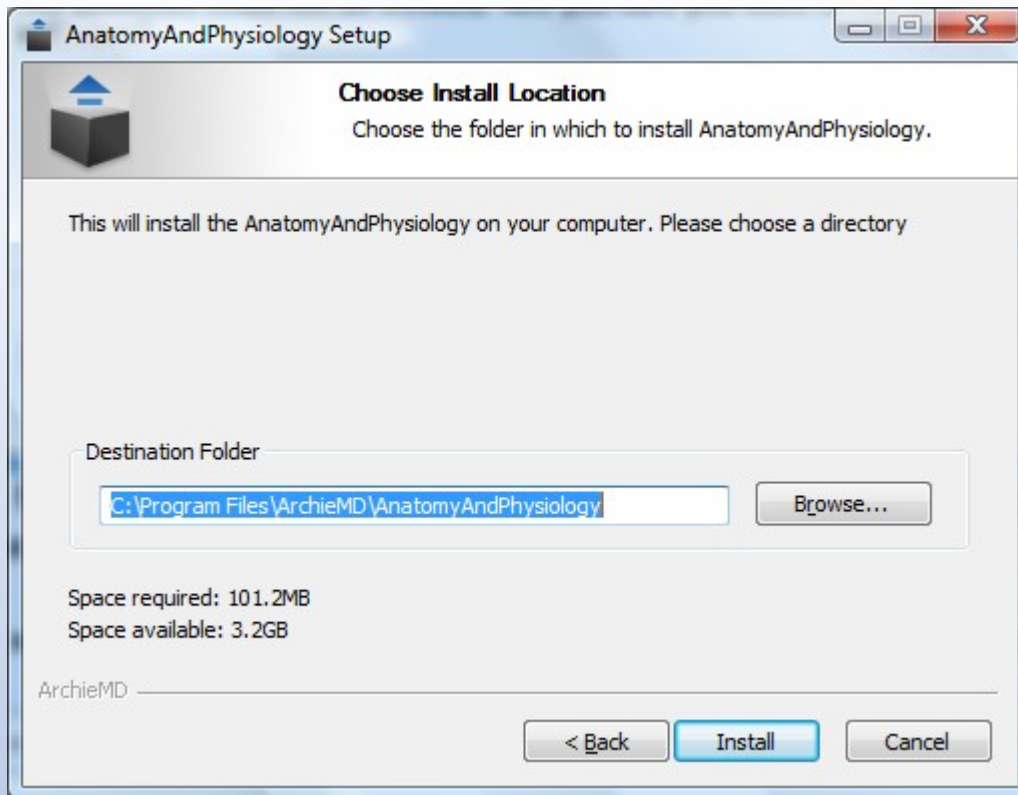 AnatomyAndPhysiology Setup
Choose Install Location
Choose the folder in which to install AnatomyAndPhysiology.
This will install the AnatomyAndPhysiology on your computer. Please choose a directory
Destination Folder
C:\Program Files\ArchieMD\AnatomyAndPhysiology
Browse...
Space required: 101.2MB
Space available: 3.2GB
ArchieMD
< Back
Install
Cancel